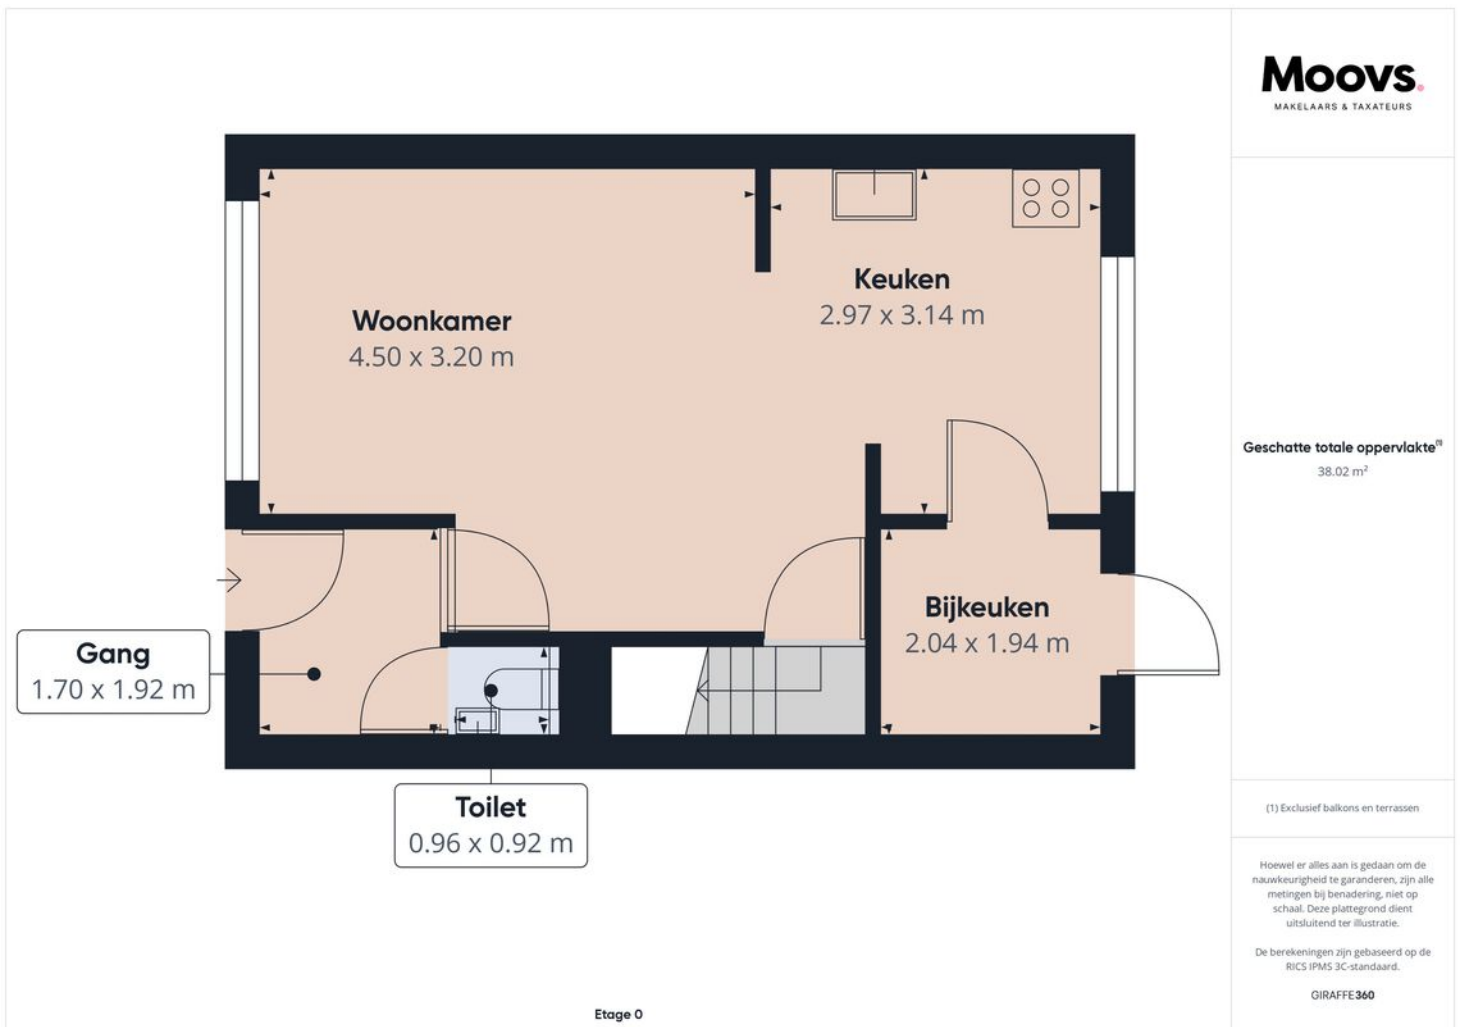 Moovs.
MAKELAARS & TAXATEURS
Woonkamer
4.50 x 3.20 m
Keuken
2.97 x 3.14 m
Geschatte totale oppervlakte(1)
38.02 m²
Bijkeuken
2.04 x 1.94 m
Gang
1.70 x 1.92 m
Toilet
0.96 x 0.92 m
(1) Exclusief balkons en terrassen
Hoewel er alles aan is gedaan om de
nauwkeurigheid te garanderen, zijn alle
metingen bij benadering, niet op
schaal. Deze plattegrond dient
uitsluitend ter illustratie.
De berekeningen zijn gebaseerd op de
RICS IPMS 3C-standaard.
GIRAFFE360
Etage 0